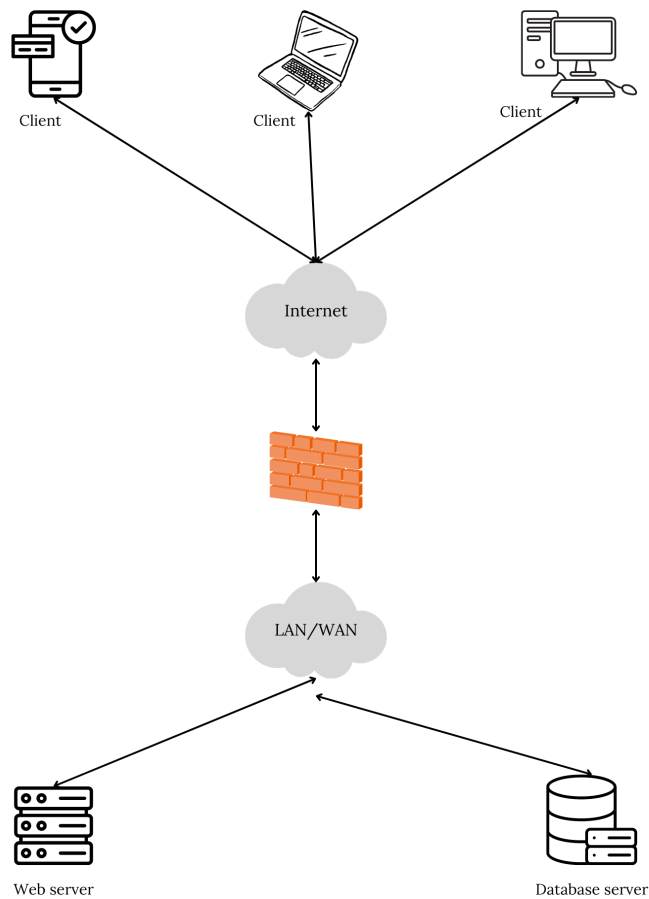 Client
Client
Client
Internet
LAN/WAN
Web server
Database server